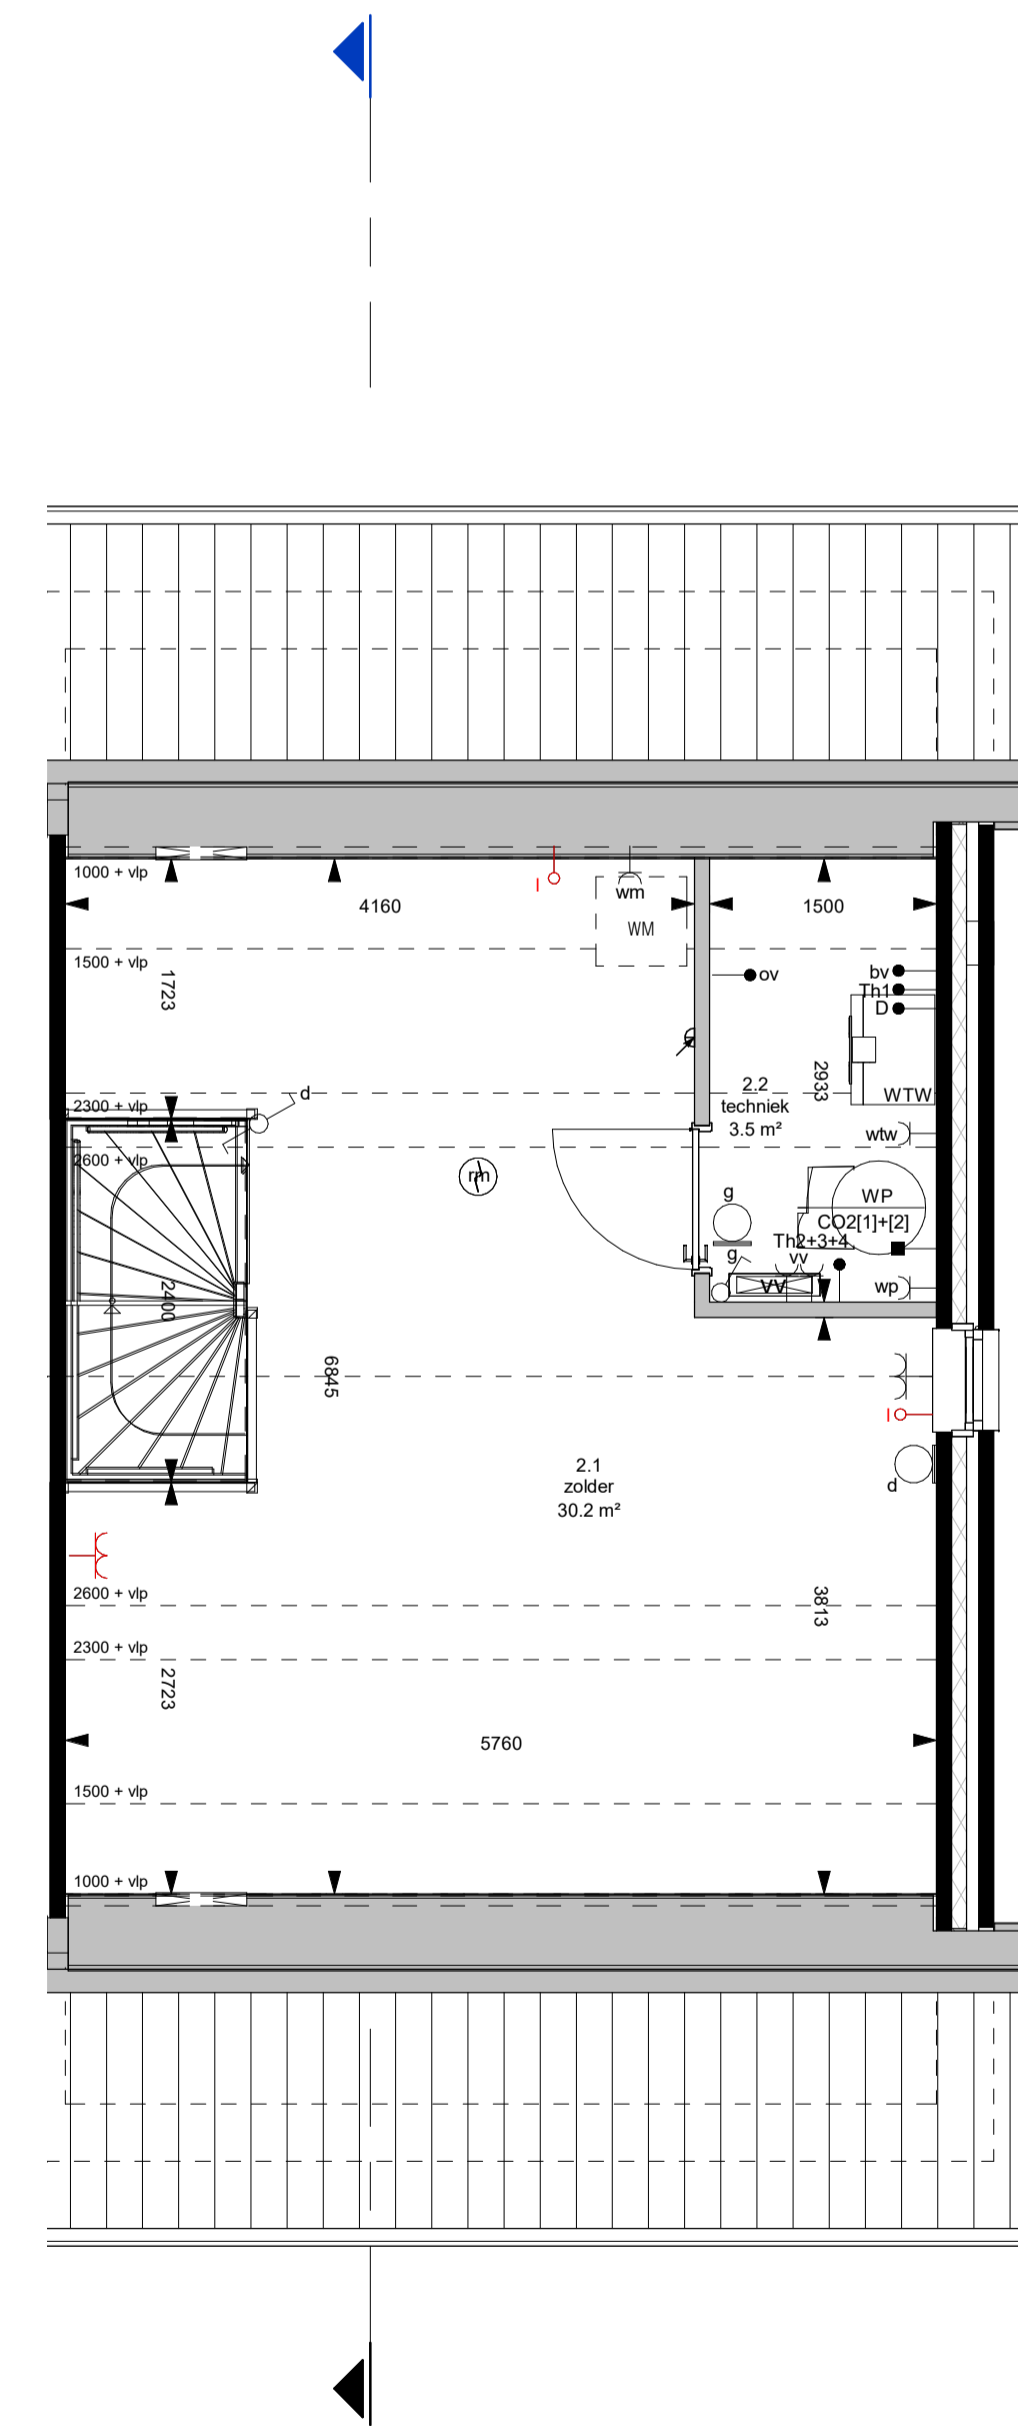 1000 + vlp
4160
wm
WM
1500
1500 + vlp
1723
ov
bv
Th1
D
2933
2.2
techniek
3.5 m²
WTW
d
2300 + vlp
2600 + vlp
wtw
rm
g
WP
CO2[1]+[2]
Th2+3+4
g
vv
VV
wp
2400
6845
l
l
d
2.1
zolder
30.2 m²
2600 + vlp
3813
2300 + vlp
2723
5760
1500 + vlp
1000 + vlp